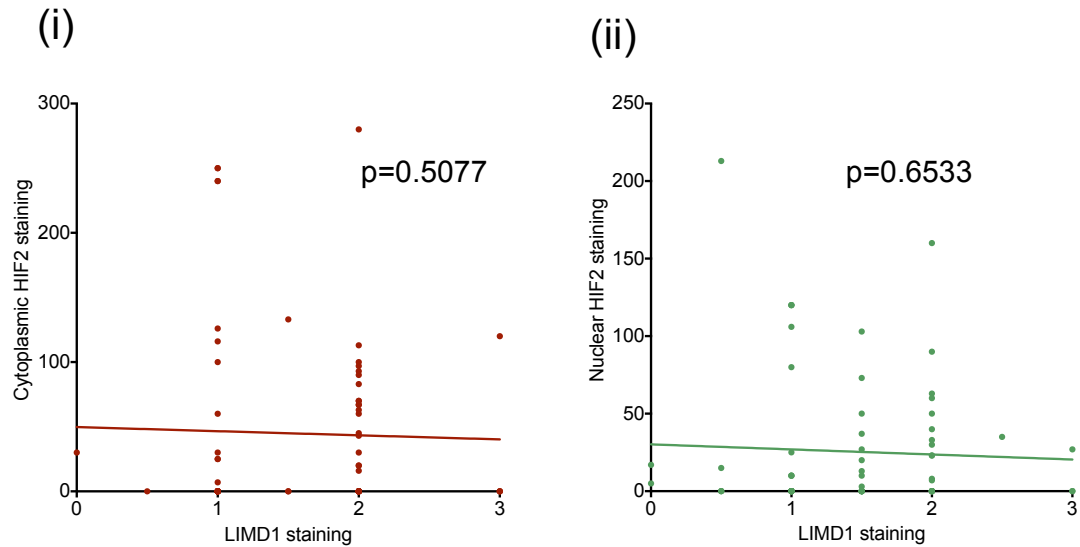 (i)
(ii)
300
200
100
0
Cytoplasmic HIF2 staining
p=0.5077
0 1 2 3
LIMD1 staining
250
200
150
100
50
0
Nuclear HIF2 staining
p=0.6533
0 1 2 3
LIMD1 staining